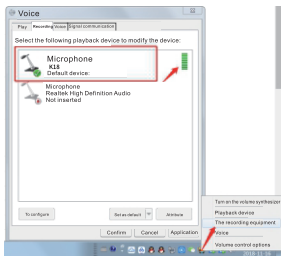 Voice
Play Recording Voice Signal communication
Select the following playback device to modify the device:
Microphone
K18
Default device:
Microphone
Realtek High Definition Audio
Not inserted
To configure Set as default Attribute
Confirm Cancel Application
Turn on the volume synthesizer
Playback device
The recording equipment
Voice
Volume control options